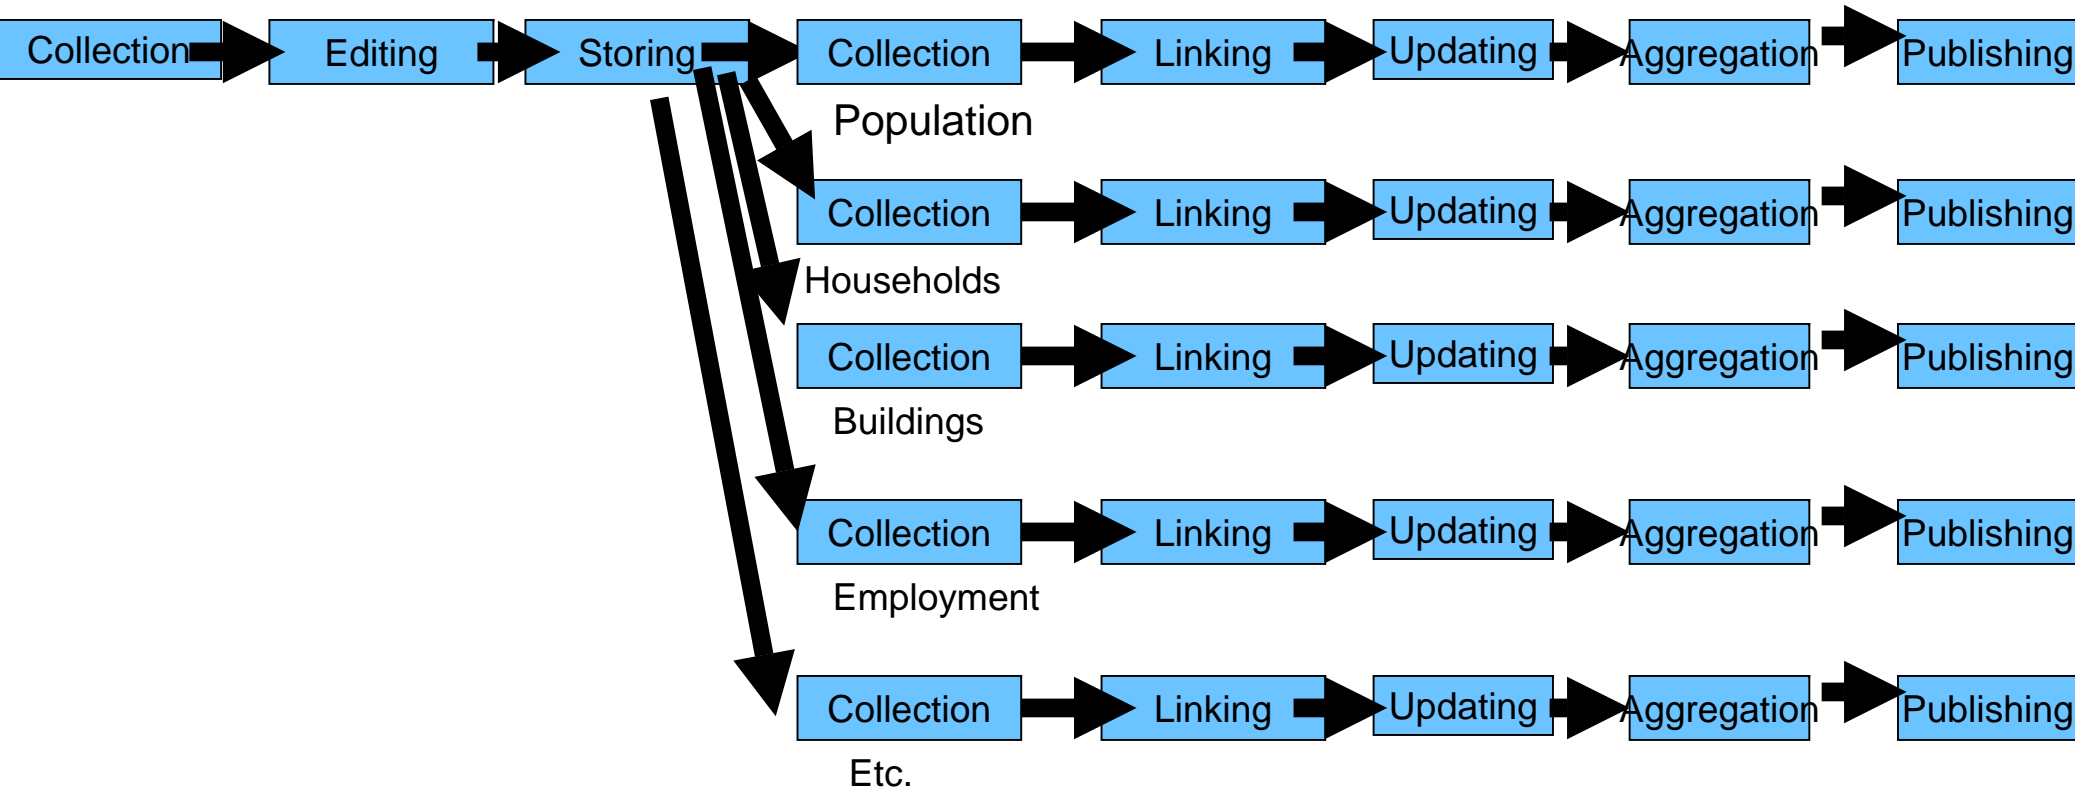 Collection Editing Storing Collection Linking Updating Aggregation Publishing
Population
Collection Linking Updating Aggregation Publishing
Households
Collection Linking Updating Aggregation Publishing
Buildings
Collection Linking Updating Aggregation Publishing
Employment
Collection Linking Updating Aggregation Publishing
Etc.